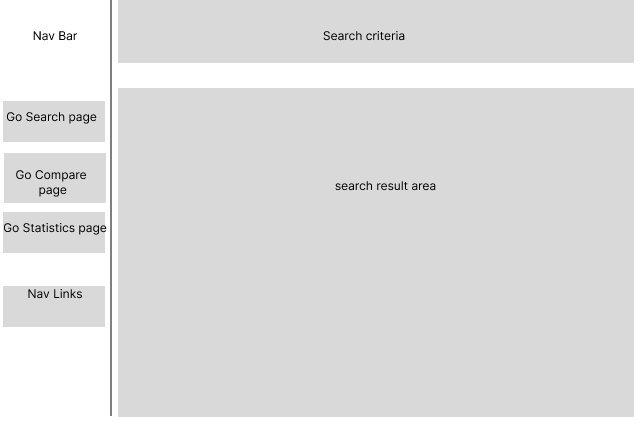 Nav Bar
Search criteria
Go Search page
Go Compare
page
Go Statistics page
Nav Links
search result area